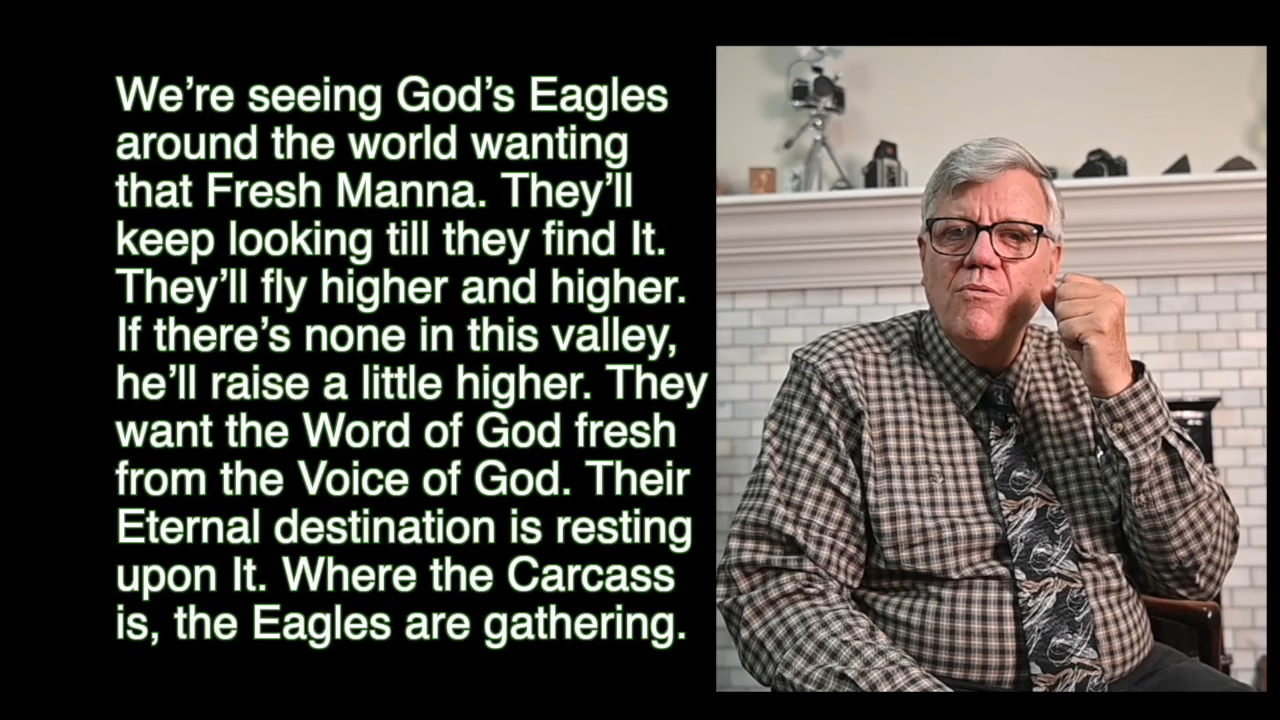 We’re seeing God’s Eagles
around the world wanting
that Fresh Manna. They’ll
keep looking till they find It.
They’ll fly higher and higher.
If there’s none in this valley,
he’ll raise a little higher. They
want the Word of God fresh
from the Voice of God. Their
Eternal destination is resting
upon It. Where the Carcass
is, the Eagles are gathering.